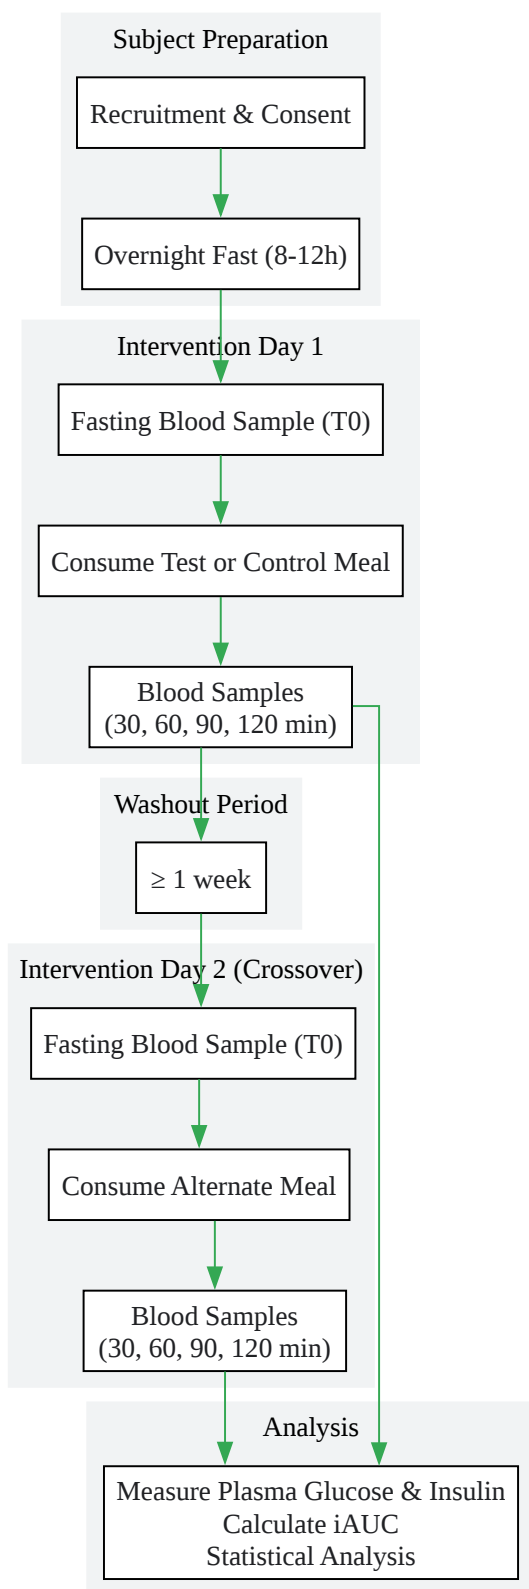 Subject Preparation
Recruitment & Consent
Overnight Fast (8-12h)
Intervention Day 1
Fasting Blood Sample (T0)
Consume Test or Control Meal
Blood Samples
(30, 60, 90, 120 min)
Washout Period
≥ 1 week
Intervention Day 2 (Crossover)
Fasting Blood Sample (T0)
Consume Alternate Meal
Blood Samples
(30, 60, 90, 120 min)
Analysis
Measure Plasma Glucose & Insulin
Calculate iAUC
Statistical Analysis